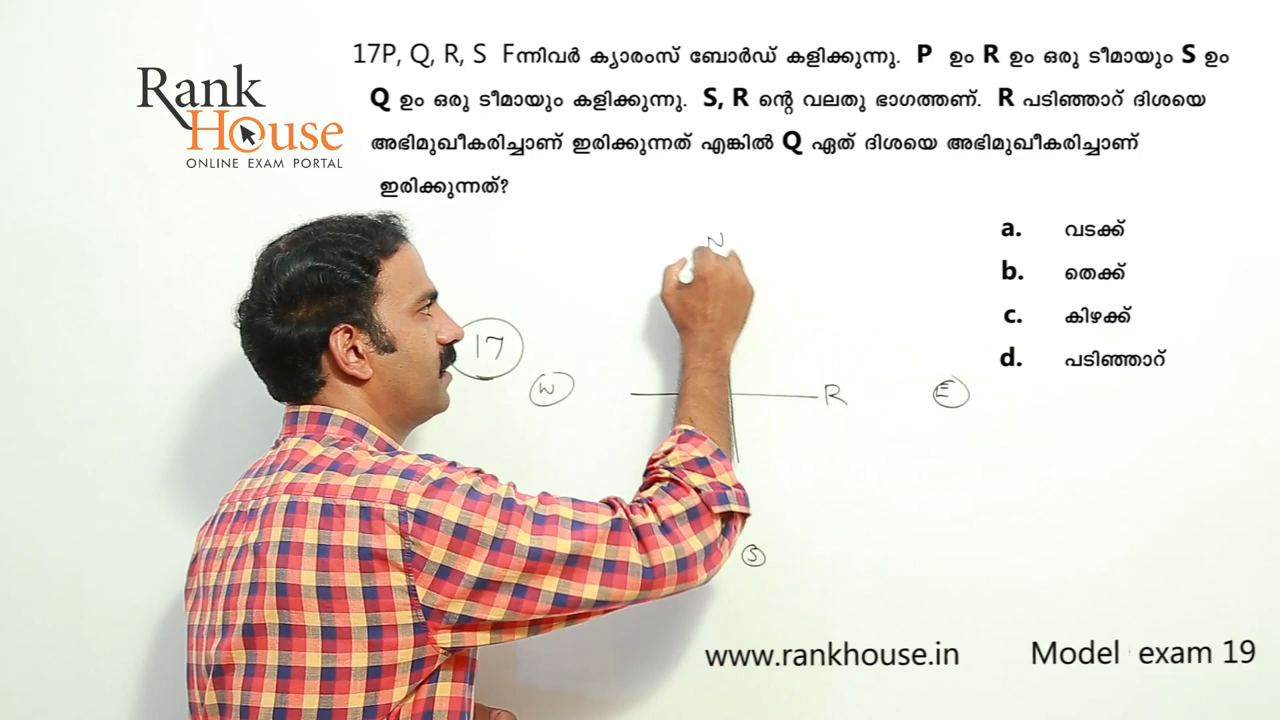 Rank
House
ONLINE EXAM PORTAL
17P, Q, R, S Fന്നിവർ ക്യാരംസ് ബോർഡ് കളിക്കുന്നു. P ഉം R ഉം ഒരു ടീമായും S ഉം
Q ഉം ഒരു ടീമായും കളിക്കുന്നു. S, R ന്റെ വലതു ഭാഗത്തണ്. R പടിഞ്ഞാറ് ദിശയെ
അഭിമുഖീകരിച്ചാണ് ഇരിക്കുന്നത് എങ്കിൽ Q ഏത് ദിശയെ അഭിമുഖീകരിച്ചാണ്
ഇരിക്കുന്നത്?
a. വടക്ക്
b. തെക്ക്
c. കിഴക്ക്
d. പടിഞ്ഞാറ്
N
17
W
R
E
S
www.rankhouse.in
Model exam 19